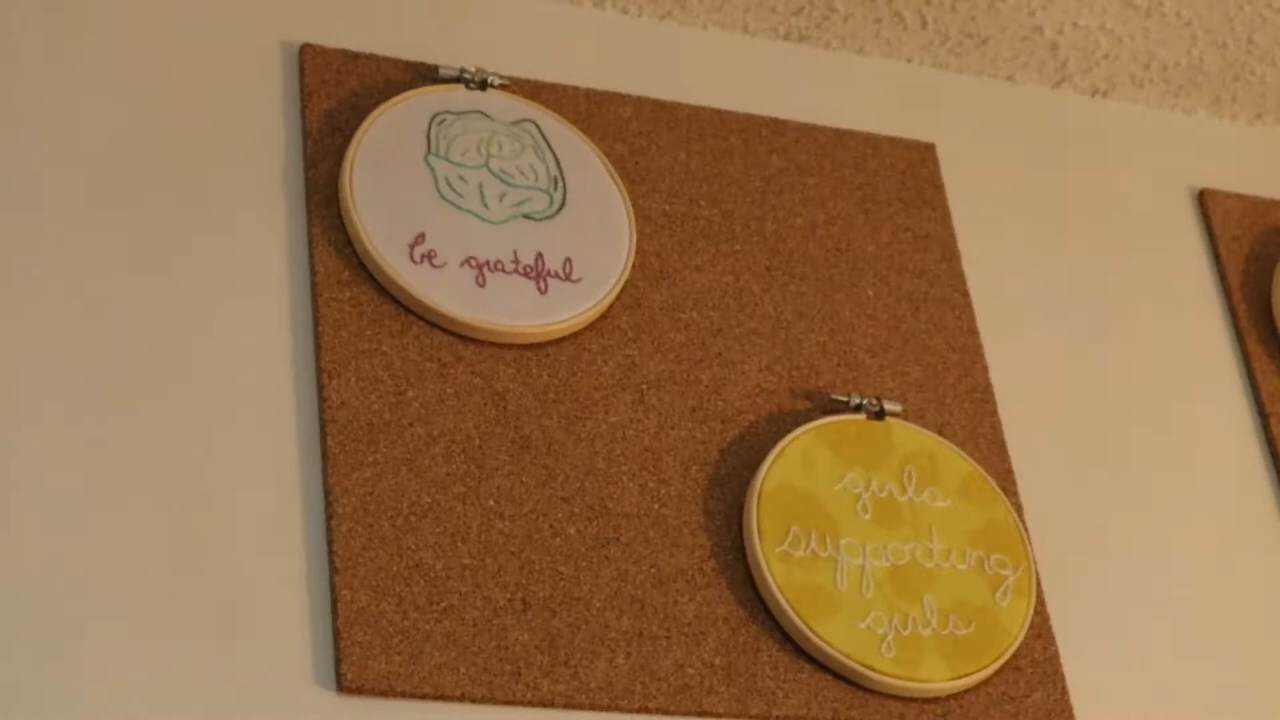 be grateful
girls
supporting
girls